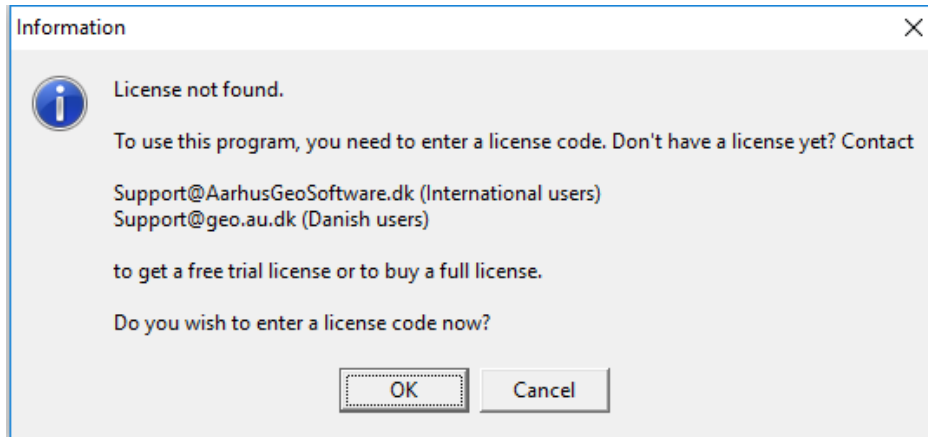 Information
License not found.
To use this program, you need to enter a license code. Don't have a license yet? Contact
Support@AarhusGeoSoftware.dk (International users)
Support@geo.au.dk (Danish users)
to get a free trial license or to buy a full license.
Do you wish to enter a license code now?
OK
Cancel